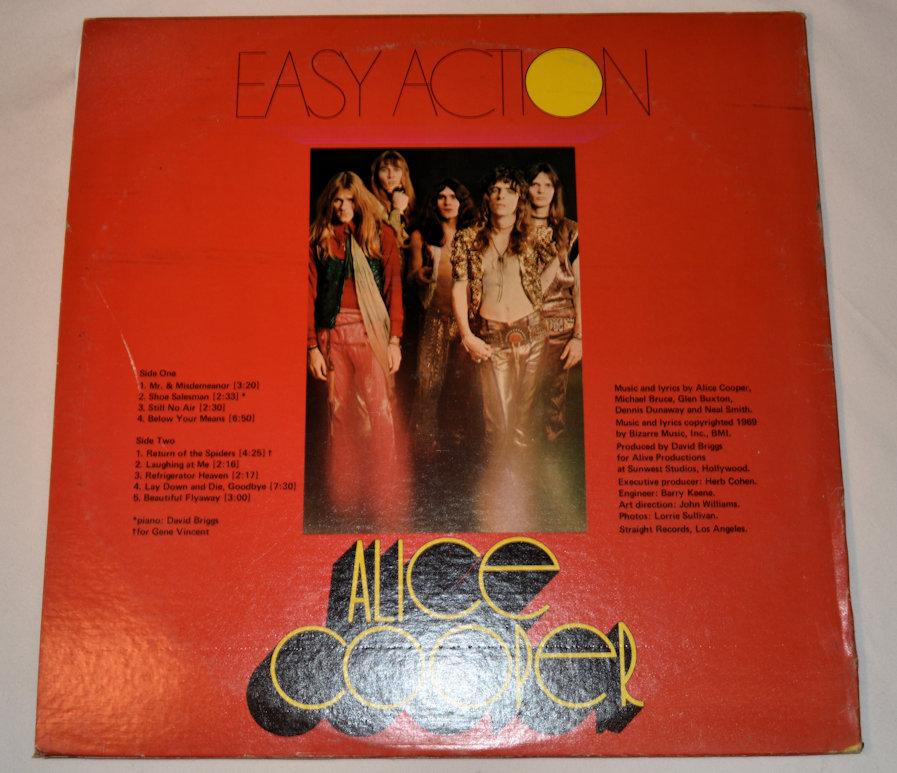 EASY ACTION
Side One
1. Mr. & Misdemeanor [3:20]
2. Shoe Salesman [2:33] *
3. Still No Air [2:30]
4. Below Your Means [6:50]
Side Two
1. Return of the Spiders [4:25] †
2. Laughing at Me [2:16]
3. Refrigerator Heaven [2:17]
4. Lay Down and Die, Goodbye [7:30]
5. Beautiful Flyaway [3:00]
*piano: David Briggs
†for Gene Vincent
Music and lyrics by Alice Cooper,
Michael Bruce, Glen Buxton,
Dennis Dunaway and Neal Smith.
Music and lyrics copyrighted 1969
by Bizarre Music, Inc., BMI.
Produced by David Briggs
for Alive Productions
at Sunwest Studios, Hollywood.
Executive producer: Herb Cohen.
Engineer: Barry Keene.
Art direction: John Williams.
Photos: Lorrie Sullivan.
Straight Records, Los Angeles.
ALICE
COOPER